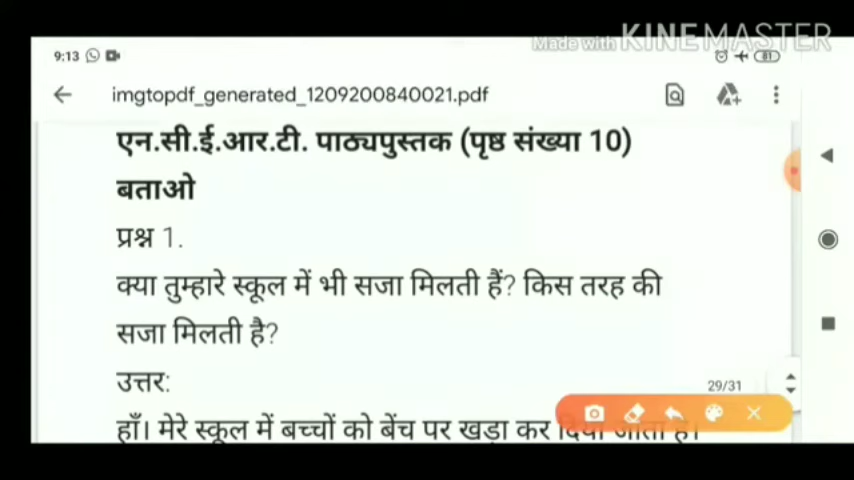 Made with KINEMASTER
9:13 81
imgtopdf_generated_1209200840021.pdf
एन.सी.ई.आर.टी. पाठ्यपुस्तक (पृष्ठ संख्या 10)
बताओ
प्रश्न 1.
क्या तुम्हारे स्कूल में भी सजा मिलती हैं? किस तरह की
सजा मिलती है?
उत्तर:
29/31
हाँ। मेरे स्कूल में बच्चों को बेंच पर खड़ा कर दिया जाता है।